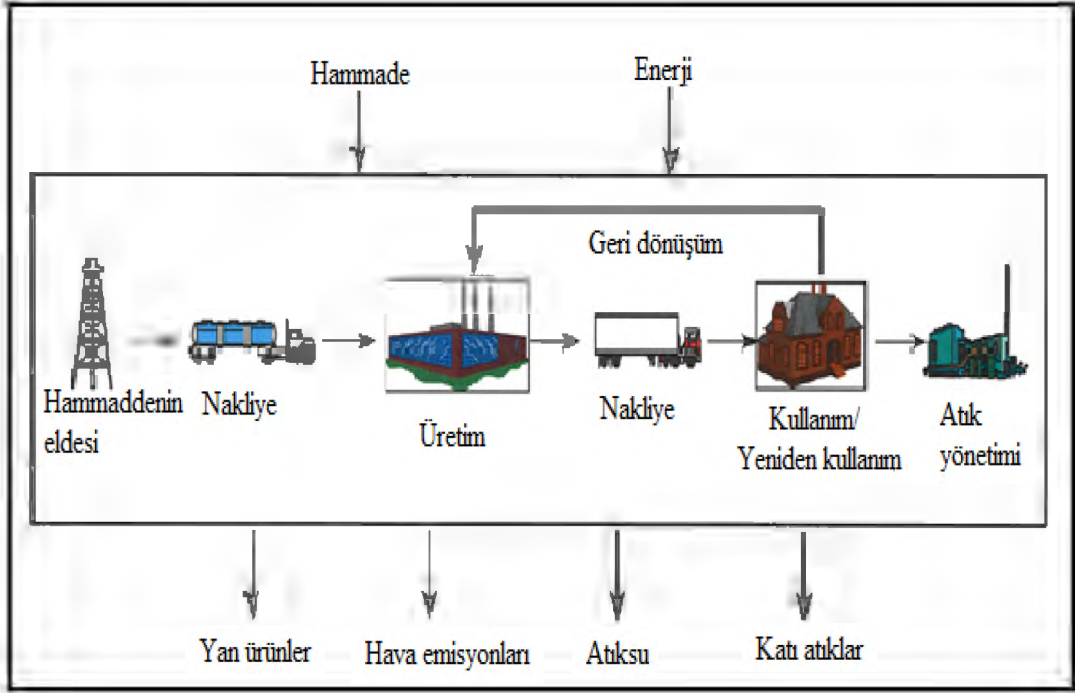 Hammade
Enerji
Geri dönüşüm
Hammaddenin
eldesi
Nakliye
Üretim
Nakliye
Kullanım/
Yeniden kullanım
Atık
yönetimi
Yan ürünler
Hava emisyonları
Atıksu
Katı atıklar